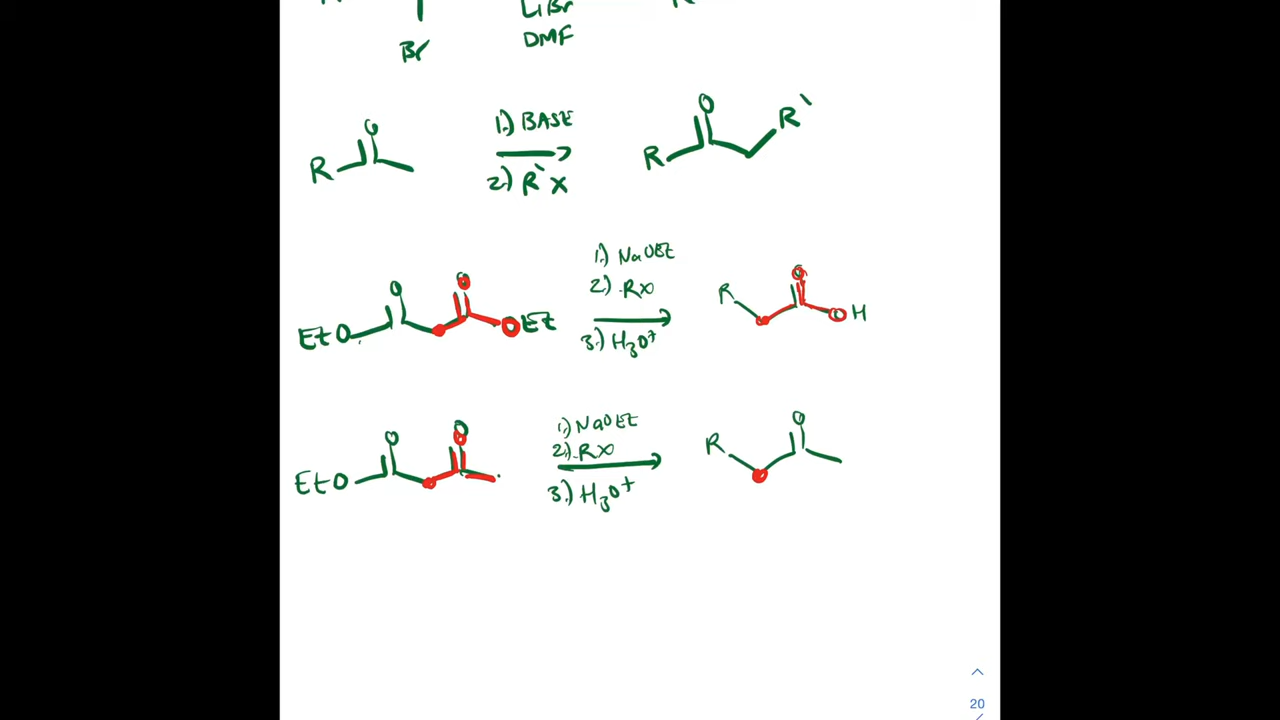 LiBr
Br DMF
O O R`
R 1.) BASE R
2.) R`X
1.) NaOEt
O O 2.) RX R O
EtO OEt 3.) H3O+ OH
1.) NaOEt
O O 2.) RX R O
EtO 3.) H3O+
20